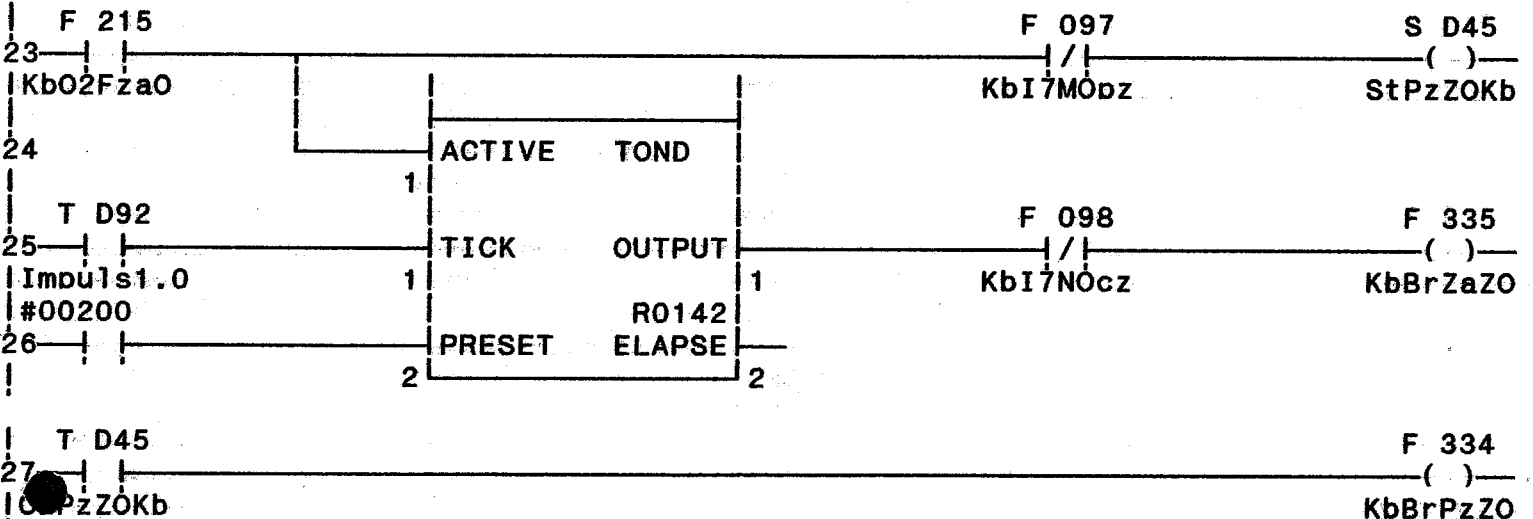 F 215 F 097 S D45
23
KbO2FzaO KbI7MOpz StPzZOKb
24 ACTIVE TOND
1
T D92 F 098 F 335
25 TICK OUTPUT
Impuls1.0 1 1 KbI7NOcz KbBrZaZO
#00200 R0142
26 PRESET ELAPSE
2 2
T D45 F 334
27
PzZOKb KbBrPzZO